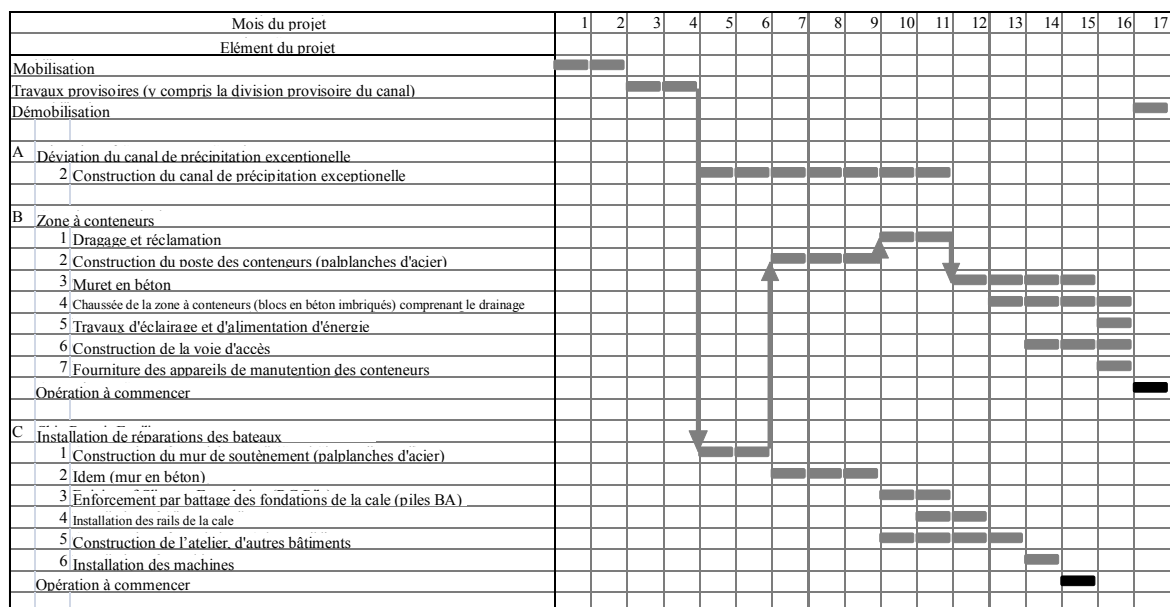 Mois du projet 1 2 3 4 5 6 7 8 9 10 11 12 13 14 15 16 17
Elément du projet
Mobilisation
Travaux provisoires (y compris la division provisoire du canal)
Démobilisation
A Déviation du canal de précipitation exceptionelle
2 Construction du canal de précipitation exceptionelle
B Zone à conteneurs
1 Dragage et réclamation
2 Construction du poste des conteneurs (palplanches d'acier)
3 Muret en béton
4 Chaussée de la zone à conteneurs (blocs en béton imbriqués) comprenant le drainage
5 Travaux d'éclairage et d'alimentation d'énergie
6 Construction de la voie d'accès
7 Fourniture des appareils de manutention des conteneurs
Opération à commencer
C Installation de réparations des bateaux
1 Construction du mur de soutènement (palplanches d'acier)
2 Idem (mur en béton)
3 Enforcement par battage des fondations de la cale (piles BA)
4 Installation des rails de la cale
5 Construction de l'atelier, d'autres bâtiments
6 Installation des machines
Opération à commencer